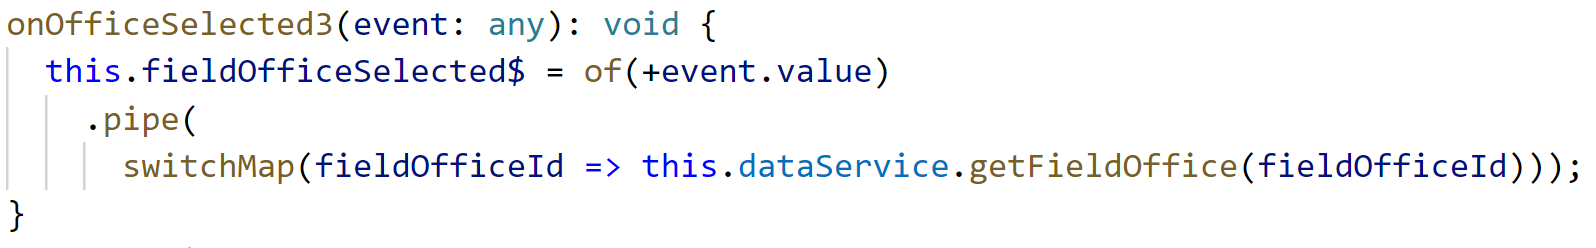 onOfficeSelected3(event: any): void {
this.fieldOfficeSelected$ = of(+event.value)
.pipe(
switchMap(fieldOfficeId => this.dataService.getFieldOffice(fieldOfficeId)));
}